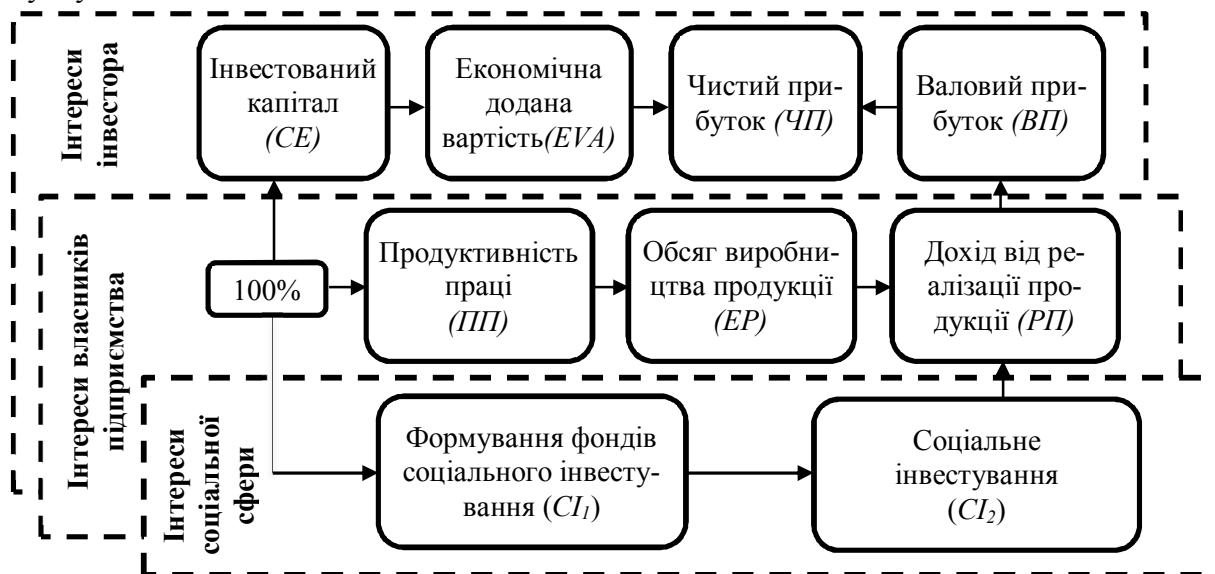 Інтереси
інвестора
Інвестований
капітал
(CE)
Економічна
додана
вартість(EVA)
Чистий при-
буток (ЧП)
Валовий при-
буток (ВП)
Інтереси власників
підприємства
100%
Продуктивність
праці
(ПП)
Обсяг виробни-
цтва продукції
(ЕР)
Дохід від ре-
алізації про-
дукції (РП)
Інтереси
соціальної
сфери
Формування фондів
соціального інвесту-
вання (CI₁)
Соціальне
інвестування
(CI₂)